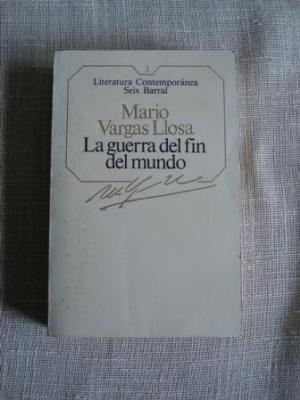 3
Literatura Contemporánea
Seix Barral
Mario
Vargas Llosa
La guerra del fin
del mundo